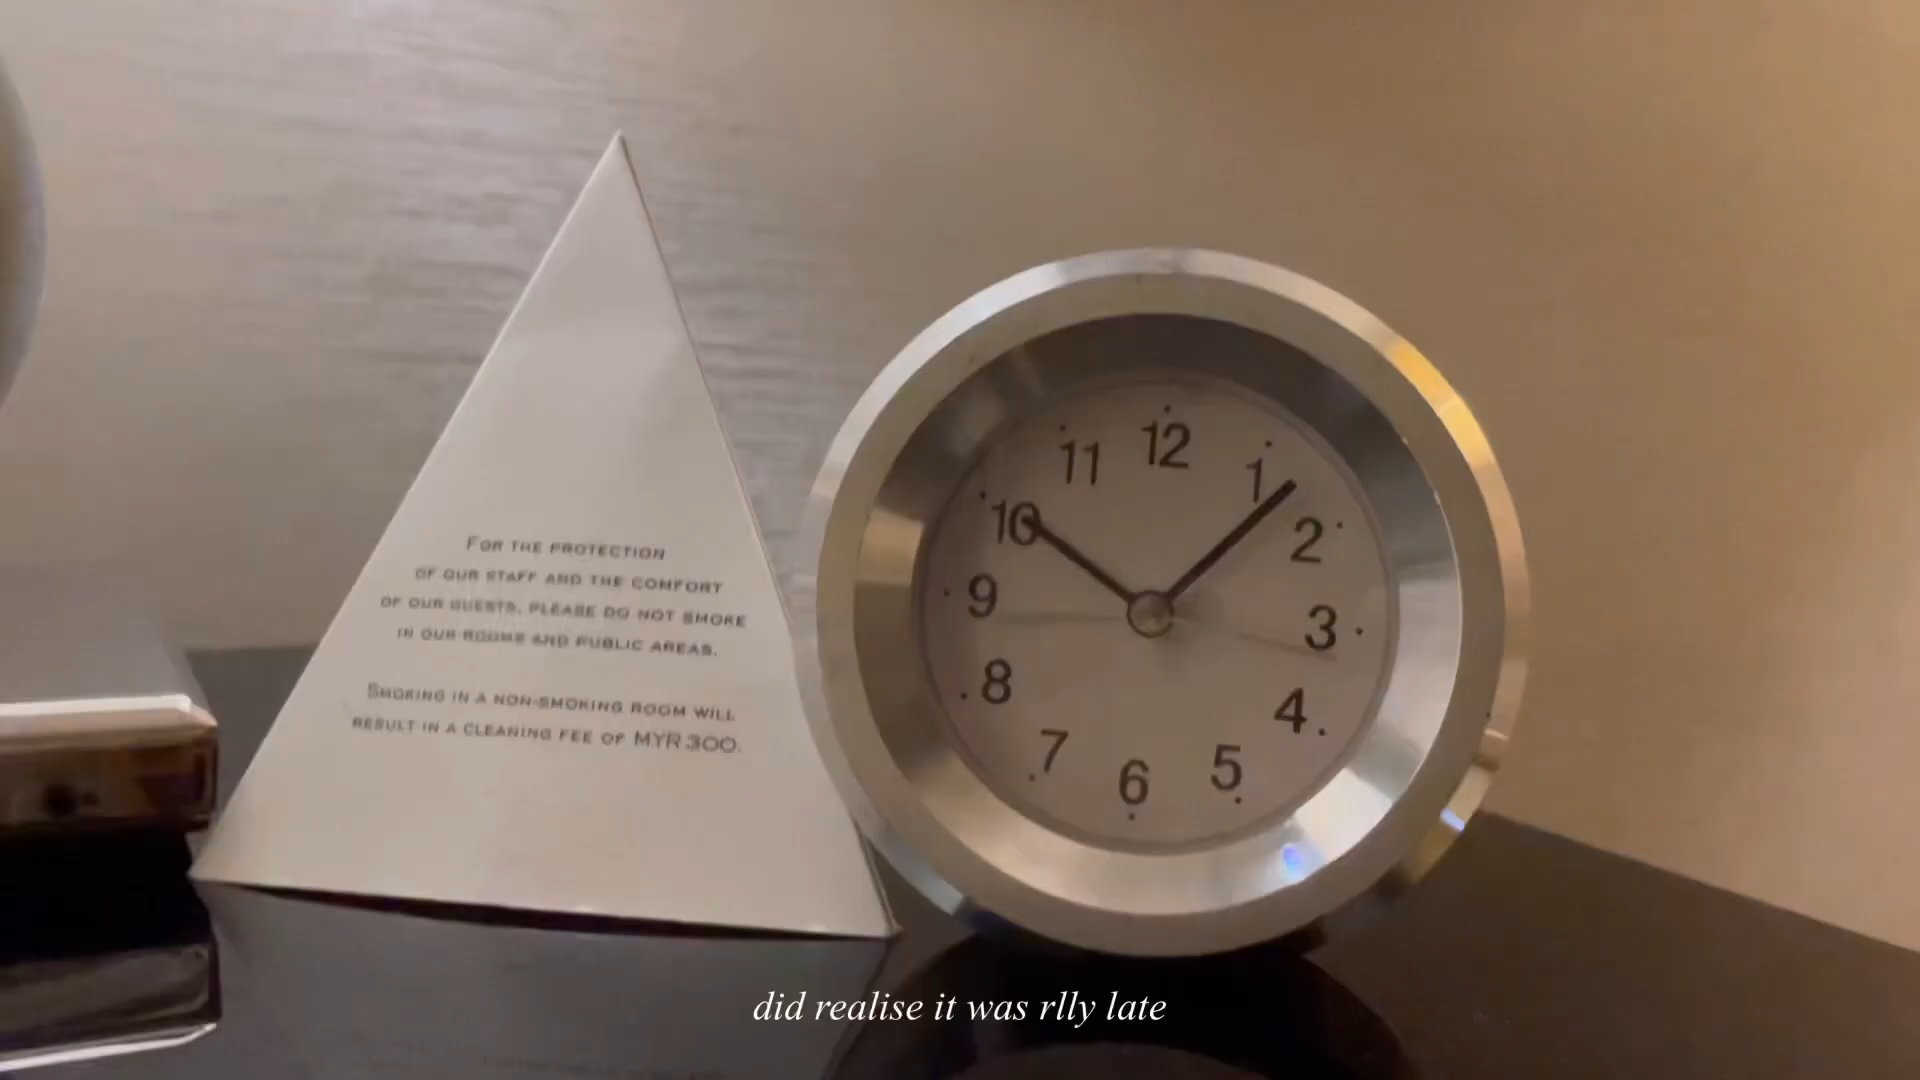 FOR THE PROTECTION
OF OUR STAFF AND THE COMFORT
OF OUR GUESTS, PLEASE DO NOT SMOKE
IN OUR ROOMS AND PUBLIC AREAS.
SMOKING IN A NON-SMOKING ROOM WILL
RESULT IN A CLEANING FEE OF MYR 300.
12
1
2
3
4
5
6
7
8
9
10
11
did realise it was rlly late